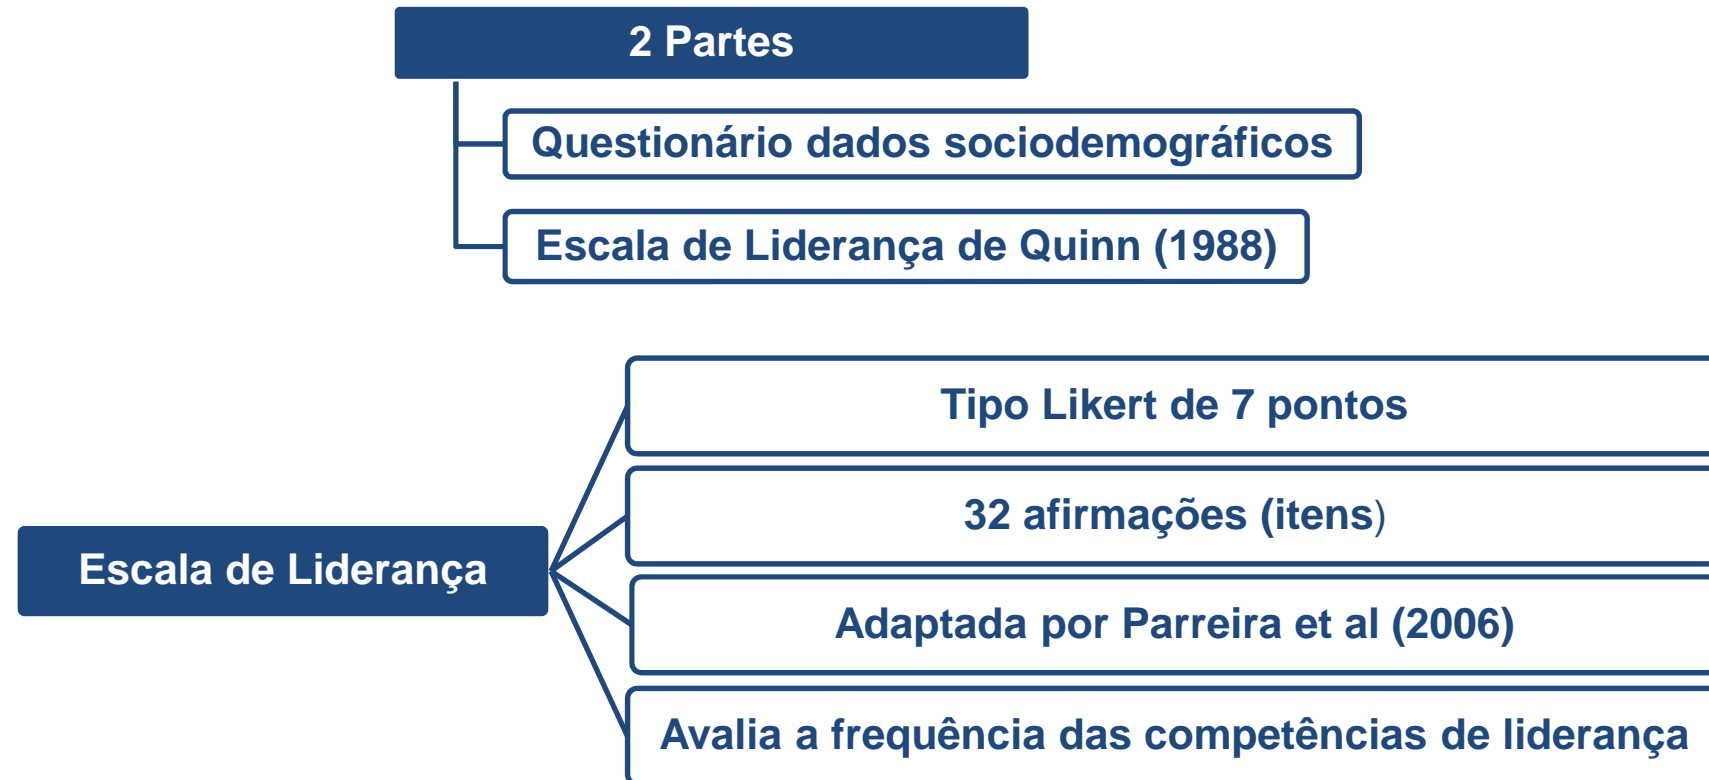 2 Partes
Questionário dados sociodemográficos
Escala de Liderança de Quinn (1988)
Escala de Liderança
Tipo Likert de 7 pontos
32 afirmações (itens)
Adaptada por Parreira et al (2006)
Avalia a frequência das competências de liderança